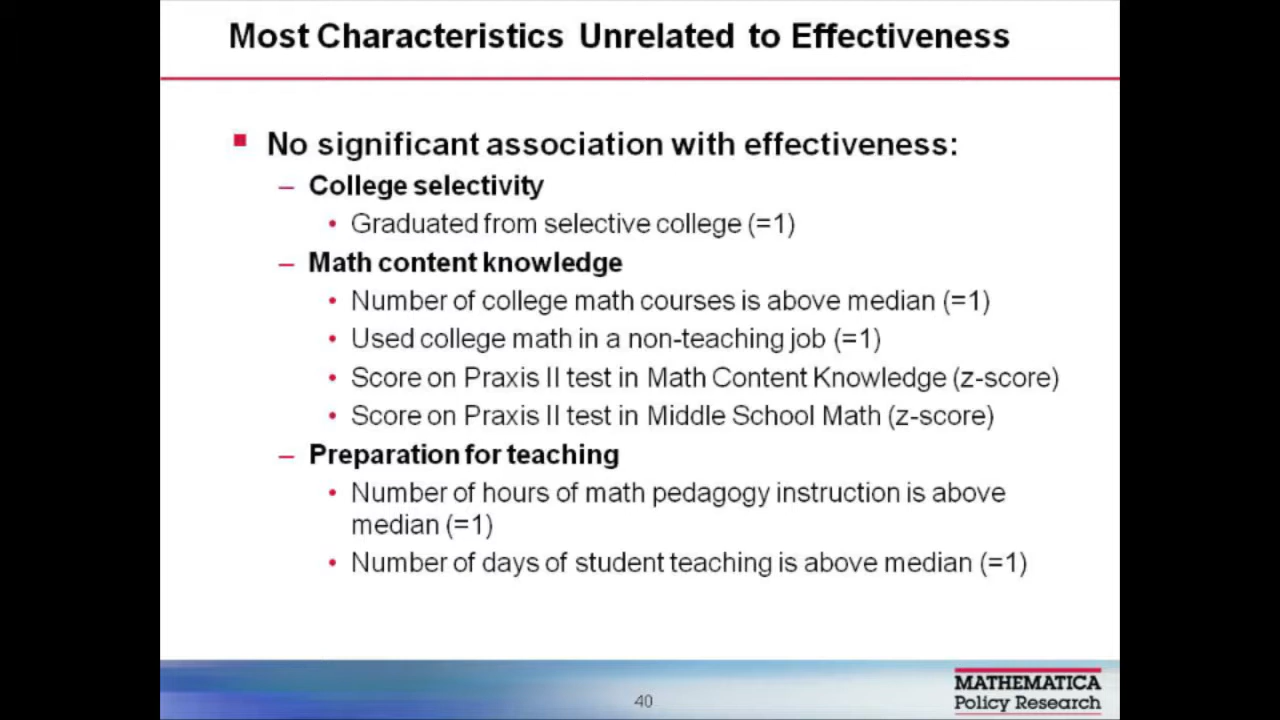 Most Characteristics Unrelated to Effectiveness
No significant association with effectiveness:
– College selectivity
• Graduated from selective college (=1)
– Math content knowledge
• Number of college math courses is above median (=1)
• Used college math in a non-teaching job (=1)
• Score on Praxis II test in Math Content Knowledge (z-score)
• Score on Praxis II test in Middle School Math (z-score)
– Preparation for teaching
• Number of hours of math pedagogy instruction is above
median (=1)
• Number of days of student teaching is above median (=1)
40
MATHEMATICA
Policy Research